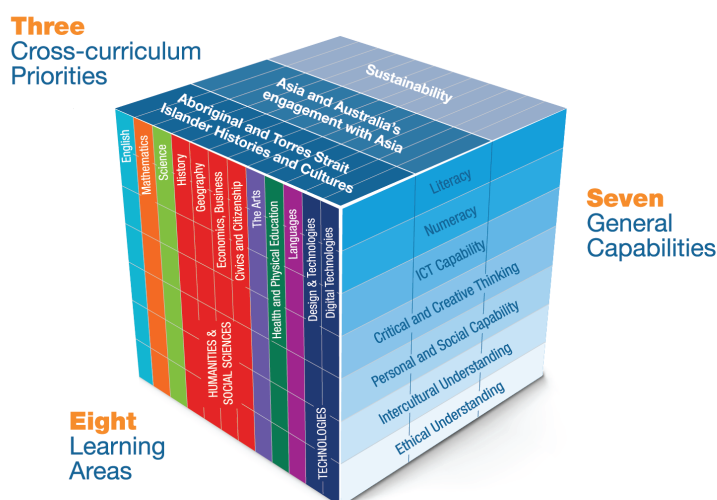 Three
Cross-curriculum
Priorities
Sustainability
Asia and Australia's
engagement with Asia
Aboriginal and Torres Strait
Islander Histories and Cultures
English
Mathematics
Science
History
Geography
Economics, Business
Civics and Citizenship
HUMANITIES &
SOCIAL SCIENCES
The Arts
Health and Physical Education
Languages
Design & Technologies
Digital Technologies
TECHNOLOGIES
Literacy
Numeracy
ICT Capability
Critical and Creative Thinking
Personal and Social Capability
Intercultural Understanding
Ethical Understanding
Seven
General
Capabilities
Eight
Learning
Areas